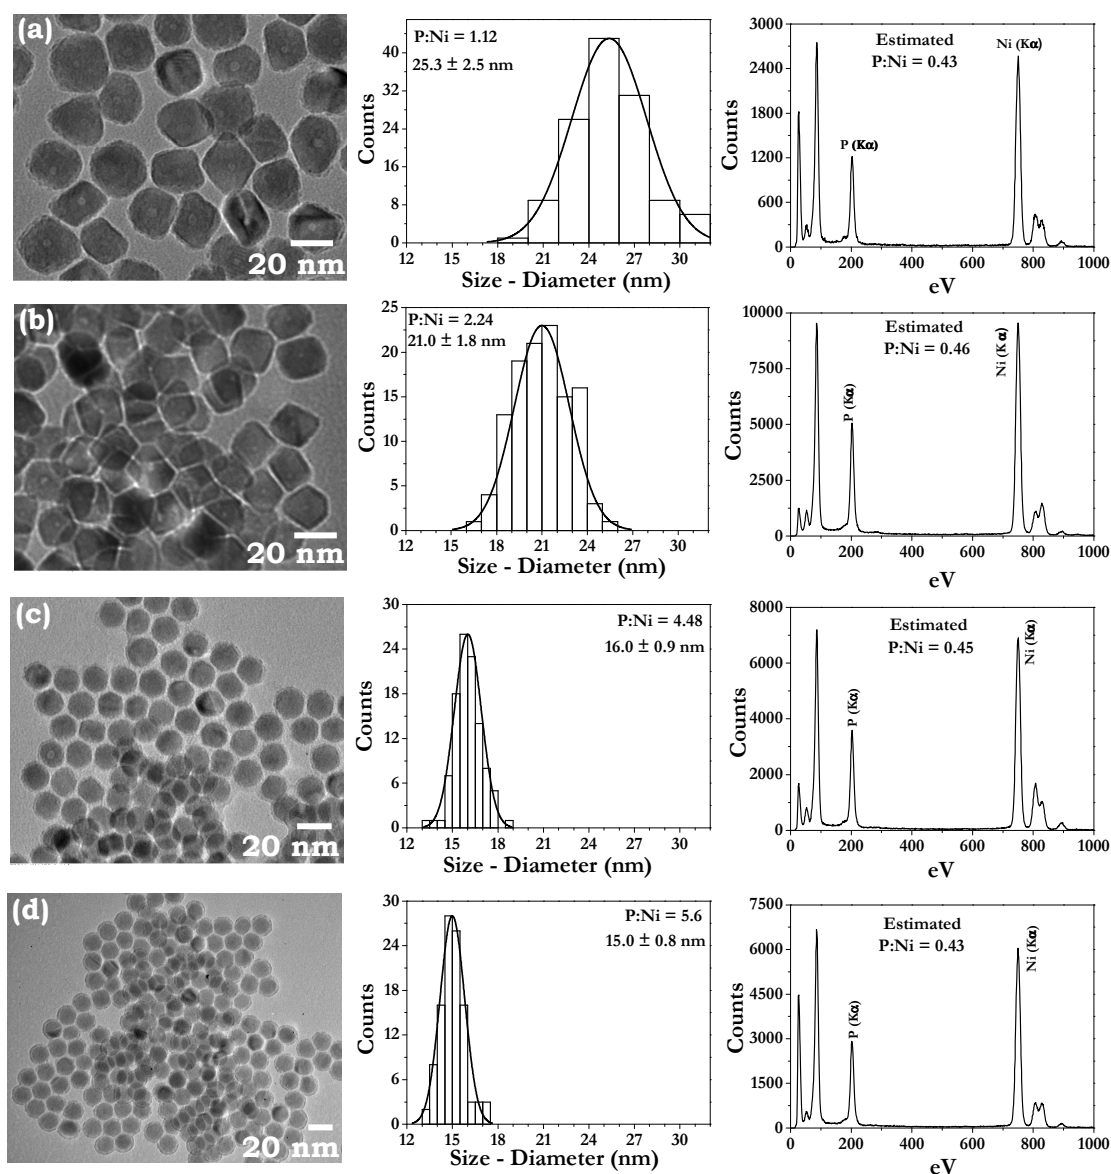 (a)
20 nm
P:Ni = 1.12
25.3 ± 2.5 nm
Counts
43
40
32
24
16
8
0
12 15 18 21 24 27 30
Size - Diameter (nm)
Estimated
P:Ni = 0.43
P (Kα)
Ni (Kα)
Counts
3000
2400
1800
1200
600
0
0 200 400 600 800 1000
eV
(b)
20 nm
P:Ni = 2.24
21.0 ± 1.8 nm
Counts
25
20
15
10
5
0
12 15 18 21 24 27 30
Size - Diameter (nm)
Estimated
P:Ni = 0.46
P (Kα)
Ni (Kα)
Counts
10000
7500
5000
2500
0
0 200 400 600 800 1000
eV
(c)
20 nm
P:Ni = 4.48
16.0 ± 0.9 nm
Counts
30
24
18
12
6
0
12 15 18 21 24 27 30
Size - Diameter (nm)
Estimated
P:Ni = 0.45
P (Kα)
Ni (Kα)
Counts
8000
6000
4000
2000
0
0 200 400 600 800 1000
eV
(d)
20 nm
P:Ni = 5.6
15.0 ± 0.8 nm
Counts
30
24
18
12
6
0
12 15 18 21 24 27 30
Size - Diameter (nm)
Estimated
P:Ni = 0.43
P (Kα)
Ni (Kα)
Counts
7500
6000
4500
3000
1500
0
0 200 400 600 800 1000
eV